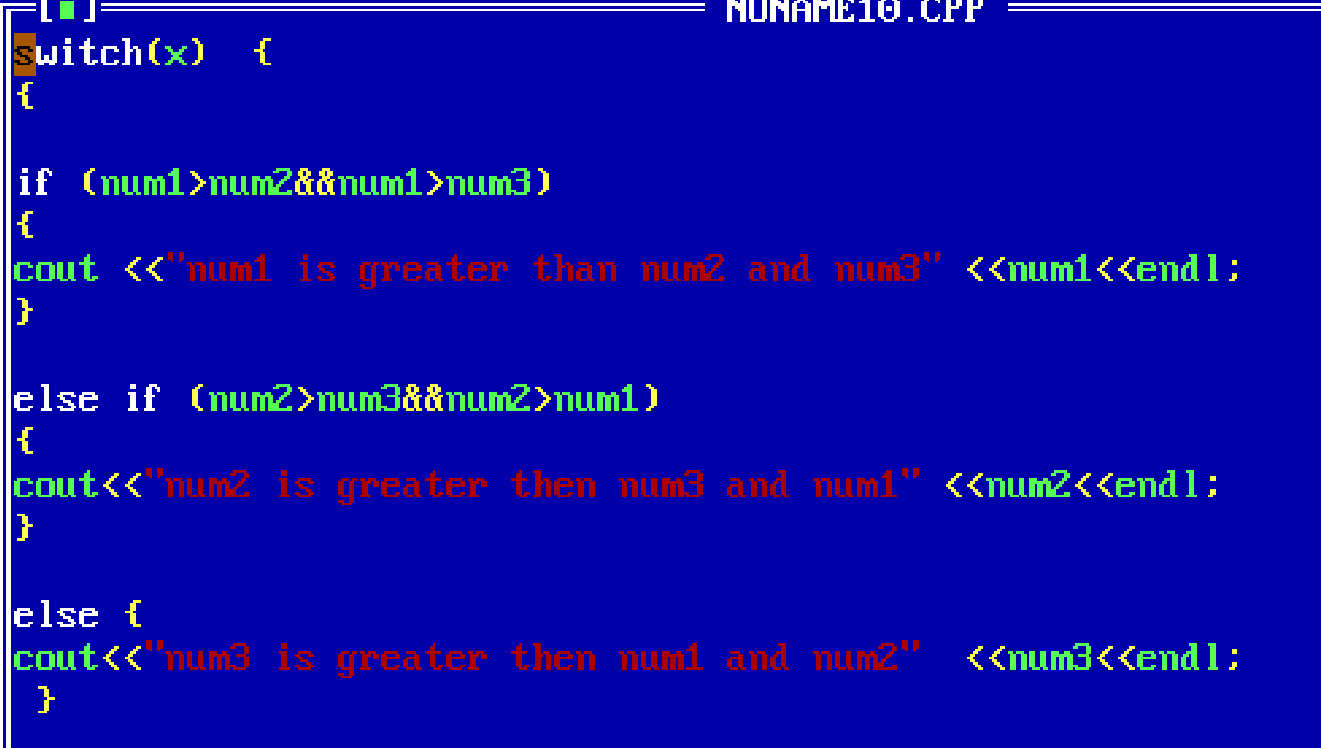 [■] NONAME10.CPP
switch(x)  {
{
if (num1>num2&&num1>num3)
{
cout <<"num1 is greater than num2 and num3" <<num1<<endl;
}
else if (num2>num3&&num2>num1)
{
cout<<"num2 is greater then num3 and num1" <<num2<<endl;
}
else {
cout<<"num3 is greater then num1 and num2"  <<num3<<endl;
}